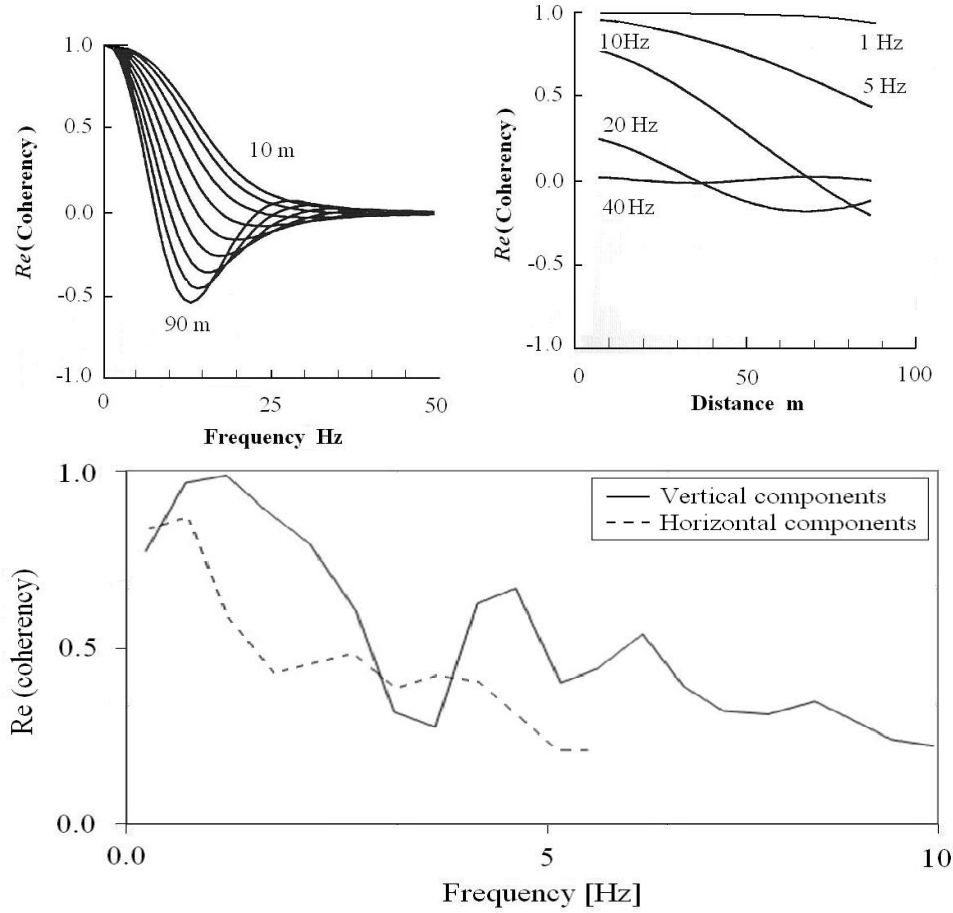 1.0
0.5
0.0
-0.5
-1.0
Re(Coherency)
10 m
90 m
0
25
50
Frequency Hz
1.0
0.5
0.0
-0.5
-1.0
Re(Coherency)
10Hz
1 Hz
5 Hz
20 Hz
40 Hz
0
50
100
Distance m
1.0
0.5
0.0
Re (coherency)
Vertical components
Horizontal components
0.0
5
10
Frequency [Hz]